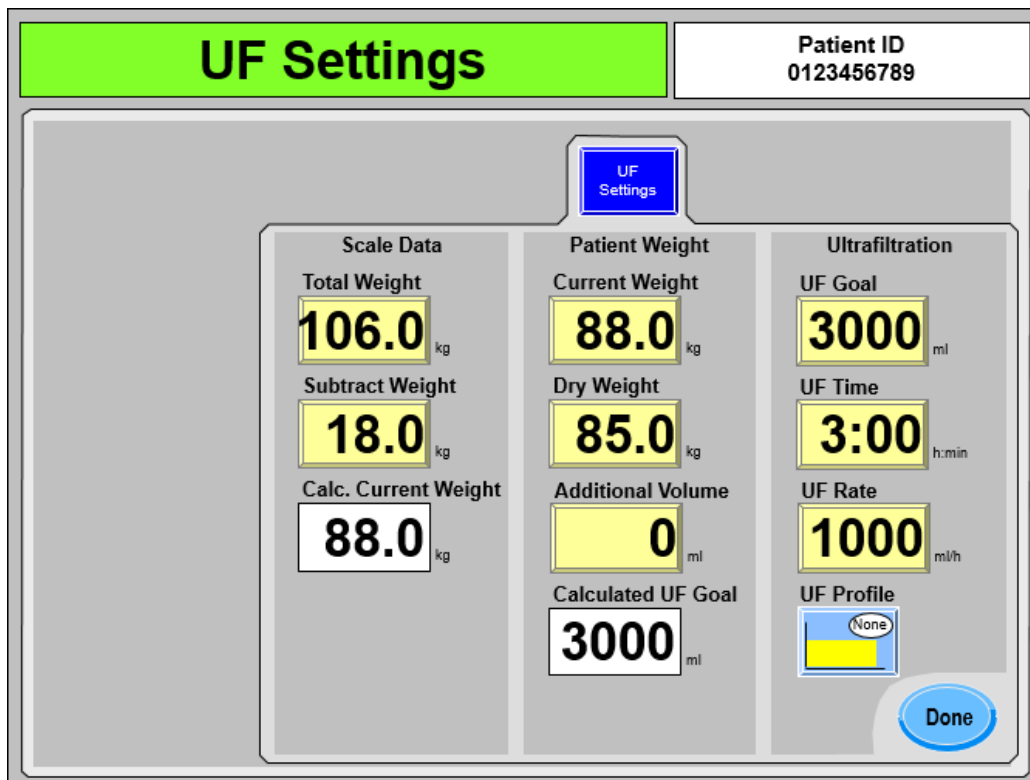 UF Settings
Patient ID
0123456789
UF
Settings
Scale Data
Total Weight
106.0 kg
Subtract Weight
18.0 kg
Calc. Current Weight
88.0 kg
Patient Weight
Current Weight
88.0 kg
Dry Weight
85.0 kg
Additional Volume
0 ml
Calculated UF Goal
3000 ml
Ultrafiltration
UF Goal
3000 ml
UF Time
3:00 h:min
UF Rate
1000 ml/h
UF Profile
None
Done